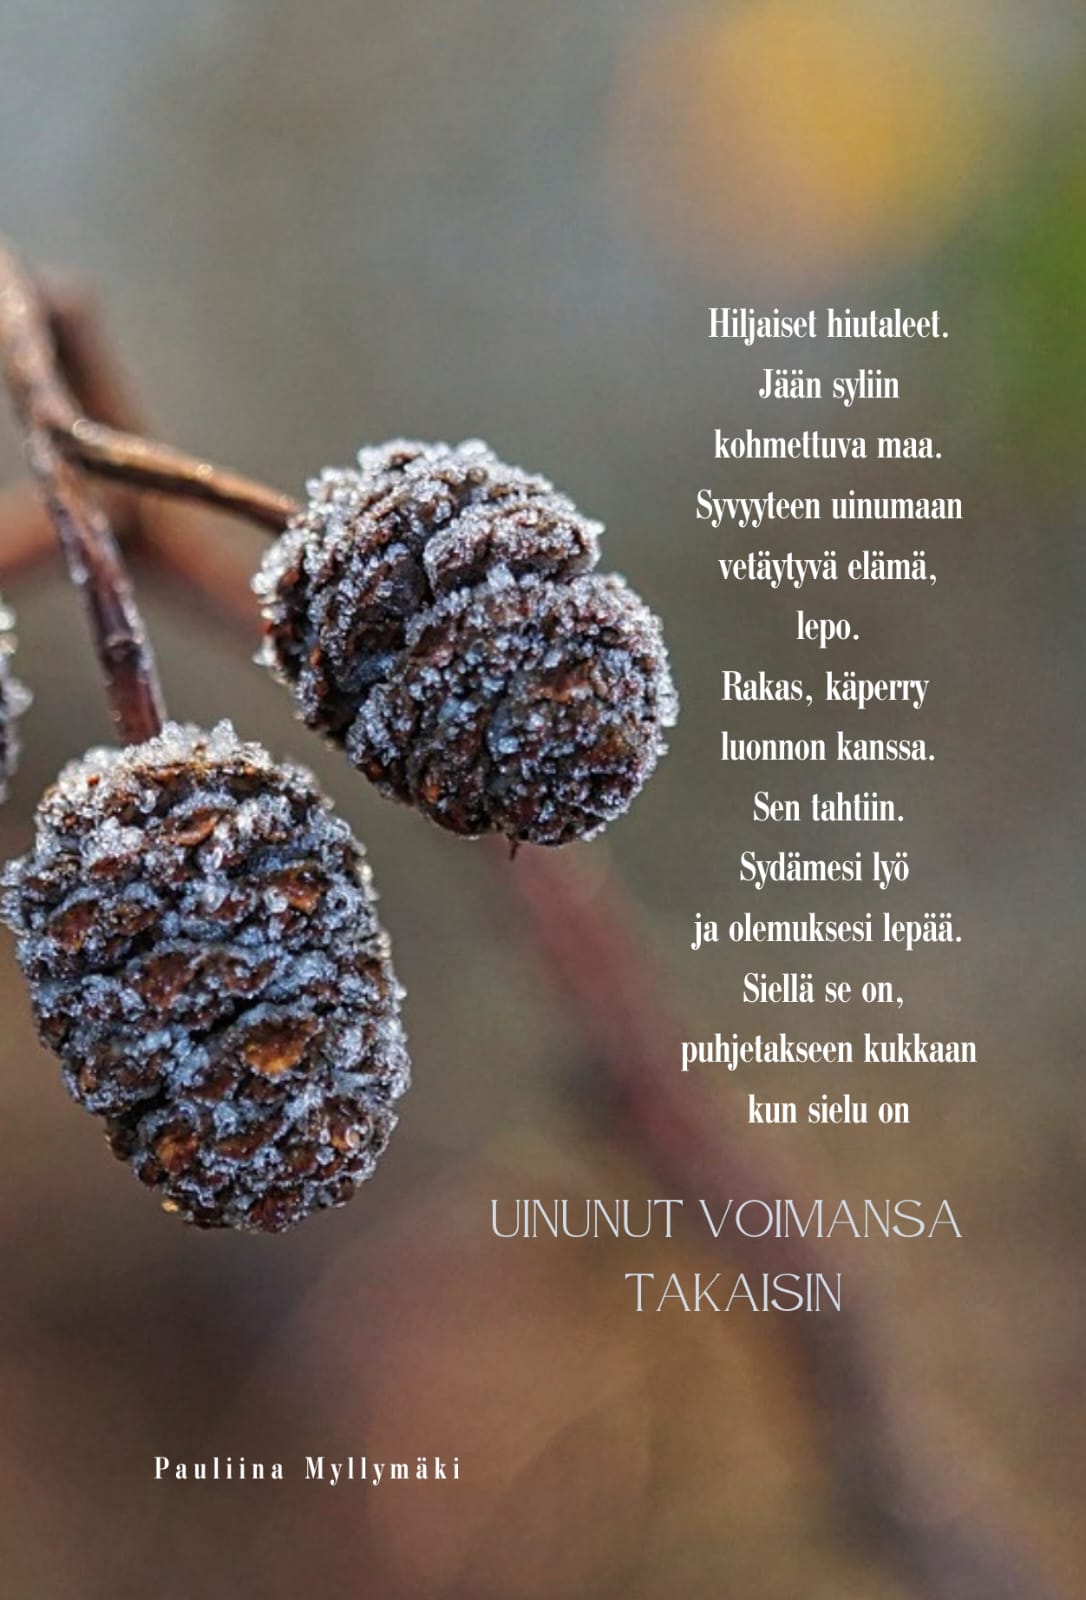 Hiljaiset hiutaleet.
Jään syliin
kohmettuva maa.
Syvyyteen uinumaan
vetäytyvä elämä,
lepo.
Rakas, käperry
luonnon kanssa.
Sen tahtiin.
Sydämesi lyö
ja olemuksesi lepää.
Siellä se on,
puhjetakseen kukkaan
kun sielu on
UINUNUT VOIMANSA
TAKAISIN
Pauliina Myllymäki